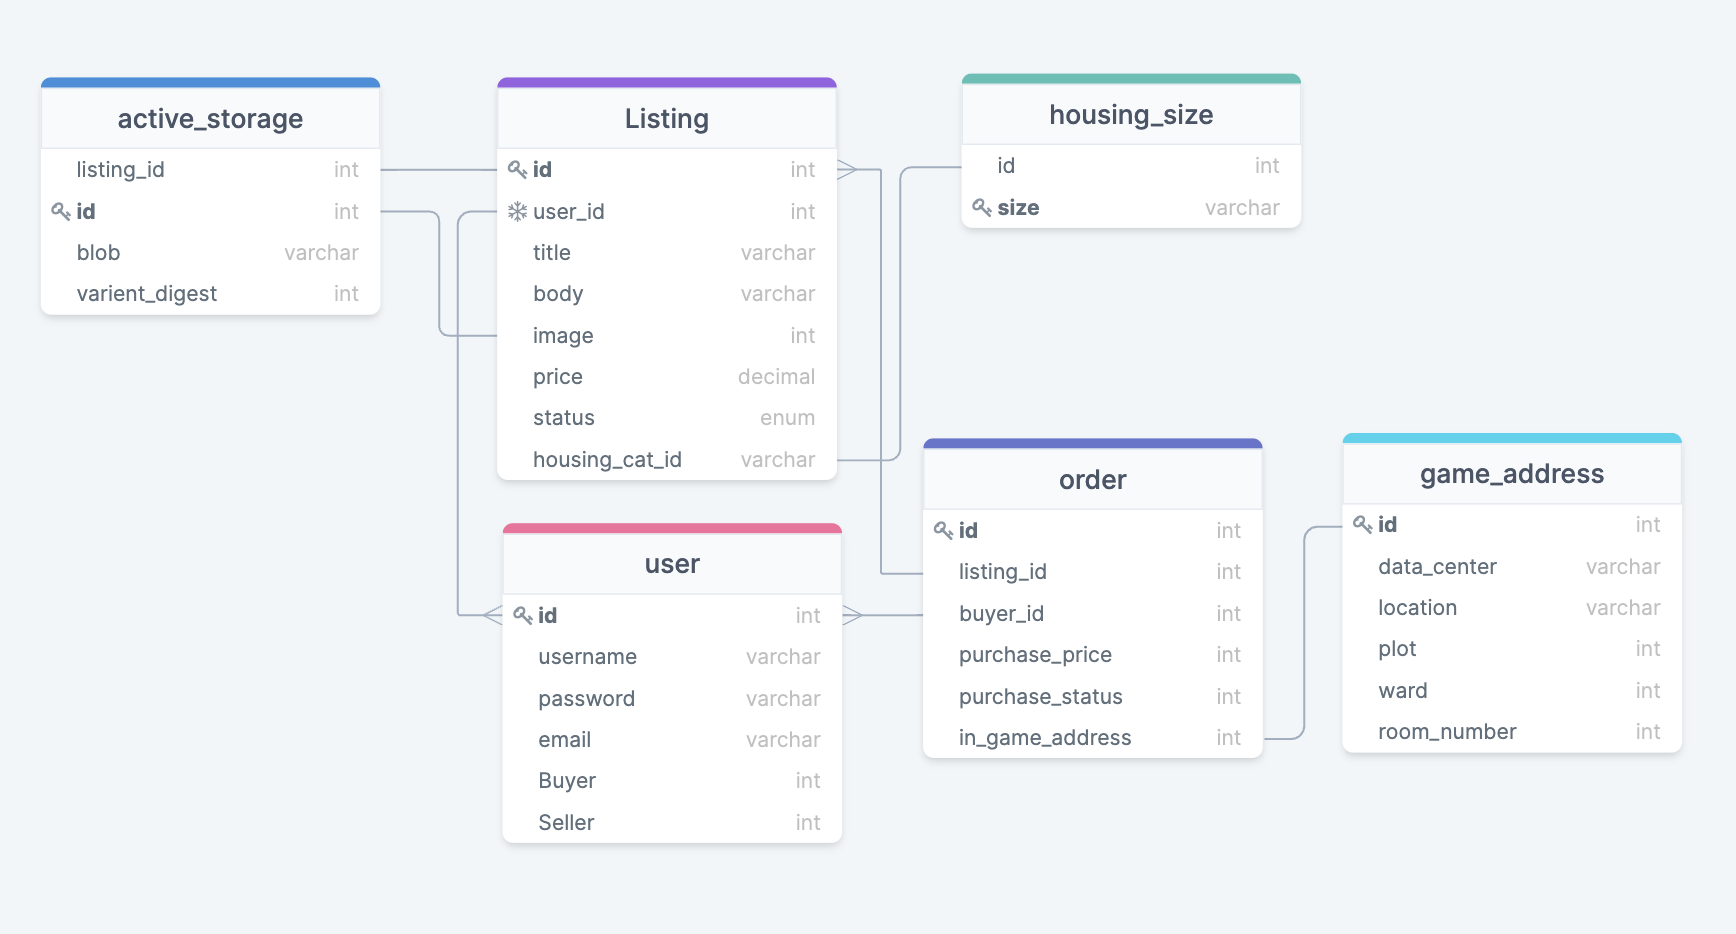 active_storage
listing_id int
id int
blob varchar
varient_digest int
Listing
id int
user_id int
title varchar
body varchar
image int
price decimal
status enum
housing_cat_id varchar
housing_size
id int
size varchar
user
id int
username varchar
password varchar
email varchar
Buyer int
Seller int
order
id int
listing_id int
buyer_id int
purchase_price int
purchase_status int
in_game_address int
game_address
id int
data_center varchar
location varchar
plot int
ward int
room_number int